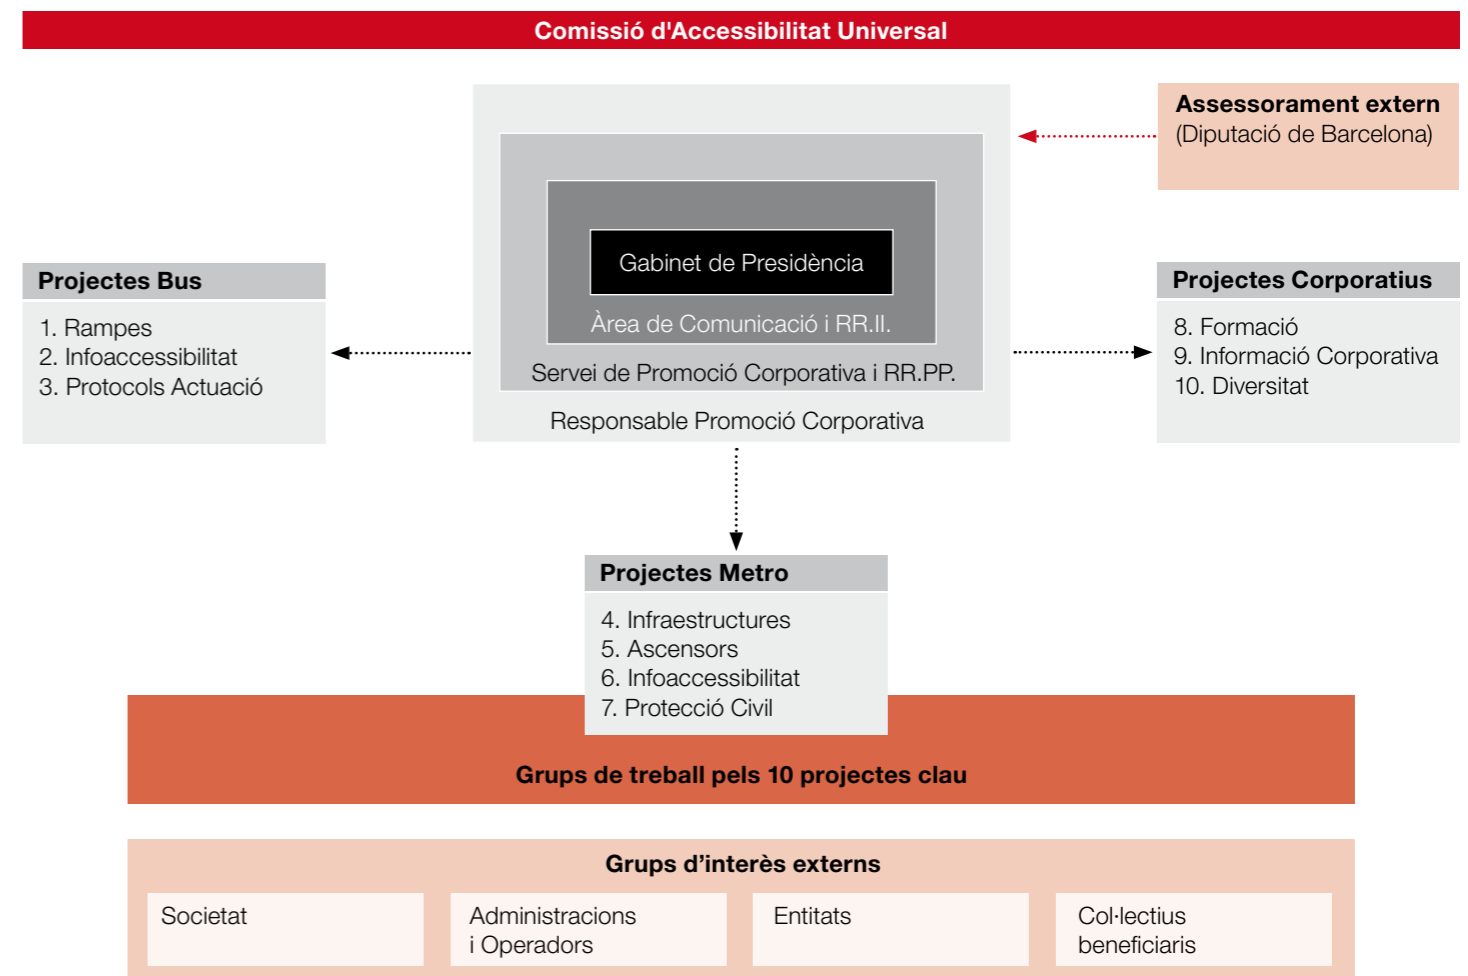 Comissió d'Accessibilitat Universal
Assessorament extern
(Diputació de Barcelona)
Gabinet de Presidència
Àrea de Comunicació i RR.II.
Servei de Promoció Corporativa i RR.PP.
Responsable Promoció Corporativa
Projectes Bus
1. Rampes
2. Infoaccessibilitat
3. Protocols Actuació
Projectes Corporatius
8. Formació
9. Informació Corporativa
10. Diversitat
Projectes Metro
4. Infraestructures
5. Ascensors
6. Infoaccessibilitat
7. Protecció Civil
Grups de treball pels 10 projectes clau
Grups d’interès externs
Societat
Administracions
i Operadors
Entitats
Col·lectius
beneficiaris